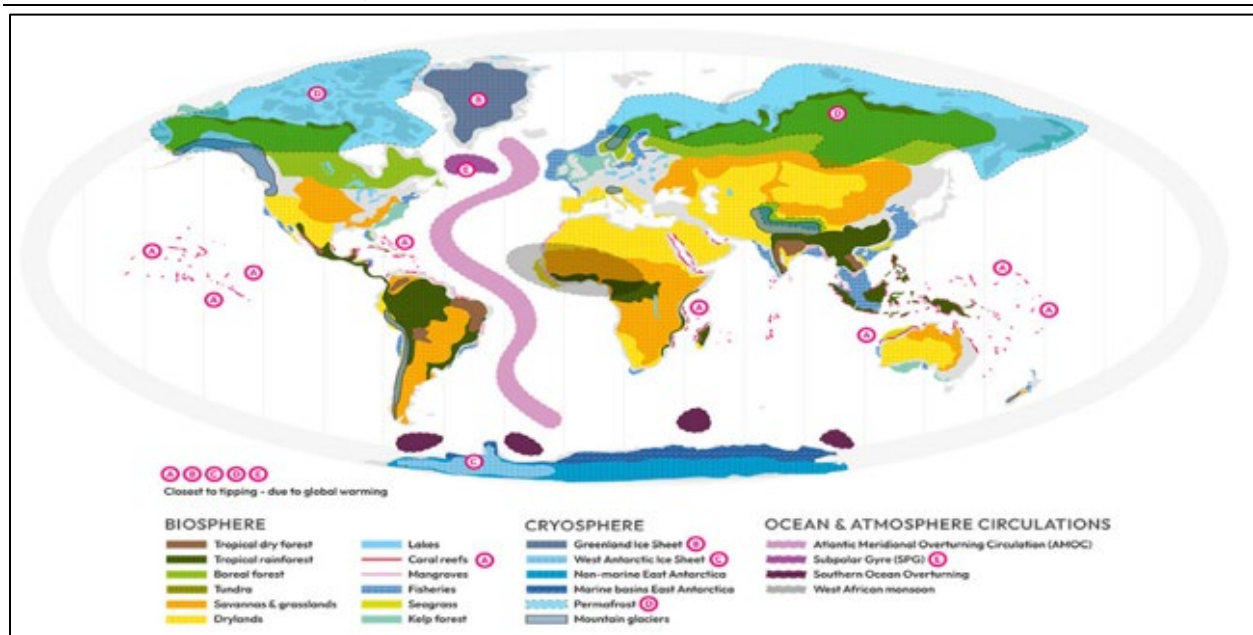 D
B
D
E
A
A
A
A
A
A
A
A
C
A B C D E
Closest to tipping - due to global warming
BIOSPHERE
Tropical dry forest
Tropical rainforest
Boreal forest
Tundra
Savannas & grasslands
Drylands
Lakes
Coral reefs A
Mangroves
Fisheries
Seagrass
Kelp forest
CRYOSPHERE
Greenland Ice Sheet B
West Antarctic Ice Sheet C
Non-marine East Antarctica
Marine basins East Antarctica
Permafrost D
Mountain glaciers
OCEAN & ATMOSPHERE CIRCULATIONS
Atlantic Meridional Overturning Circulation (AMOC)
Subpolar Gyre (SPG) E
Southern Ocean Overturning
West African monsoon